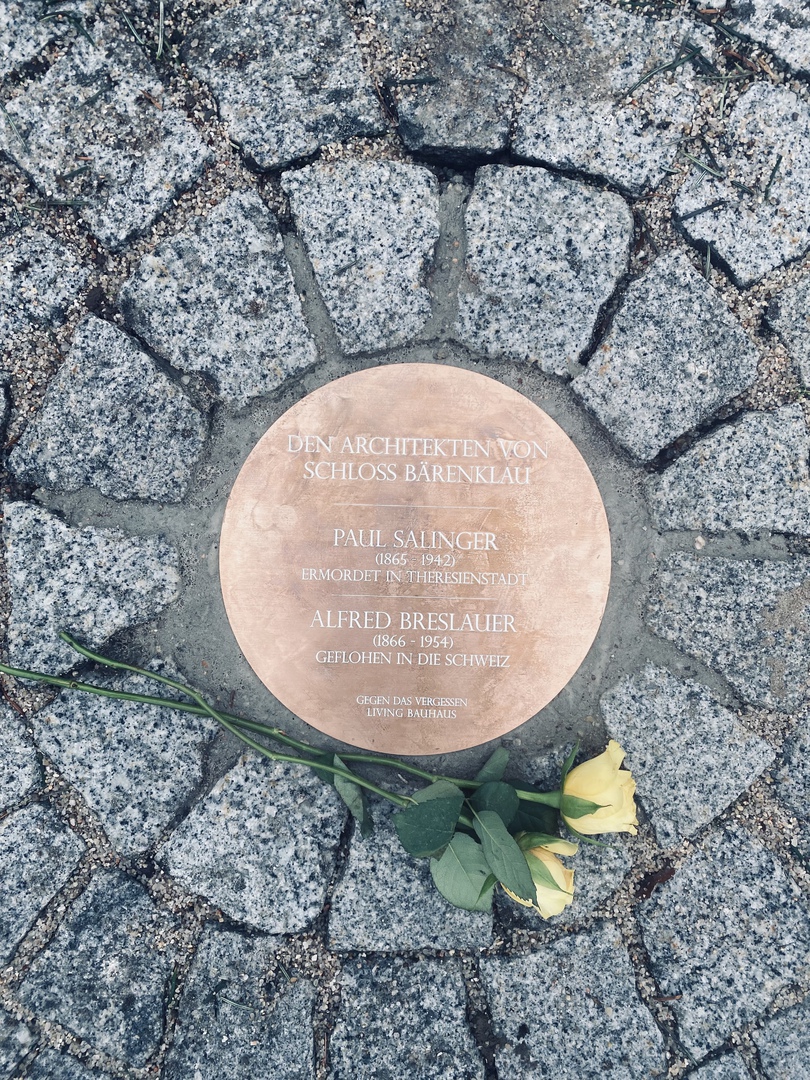 DEN ARCHITEKTEN VON
SCHLOSS BÄRENKLAU
PAUL SALINGER
(1865 - 1942)
ERMORDET IN THERESIENSTADT
ALFRED BRESLAUER
(1866 - 1954)
GEFLOHEN IN DIE SCHWEIZ
GEGEN DAS VERGESSEN
LIVING BAUHAUS